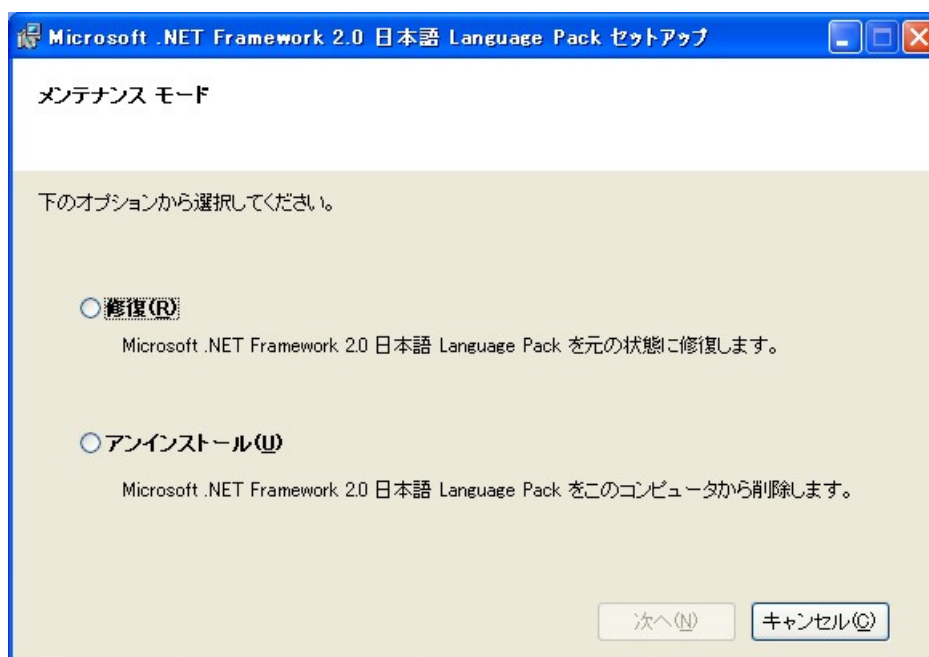 Microsoft .NET Framework 2.0 日本語 Language Pack セットアップ
メンテナンス モード
下のオプションから選択してください。
修復(R)
Microsoft .NET Framework 2.0 日本語 Language Pack を元の状態に修復します。
アンインストール(U)
Microsoft .NET Framework 2.0 日本語 Language Pack をこのコンピュータから削除します。
次へ(N)
キャンセル(C)